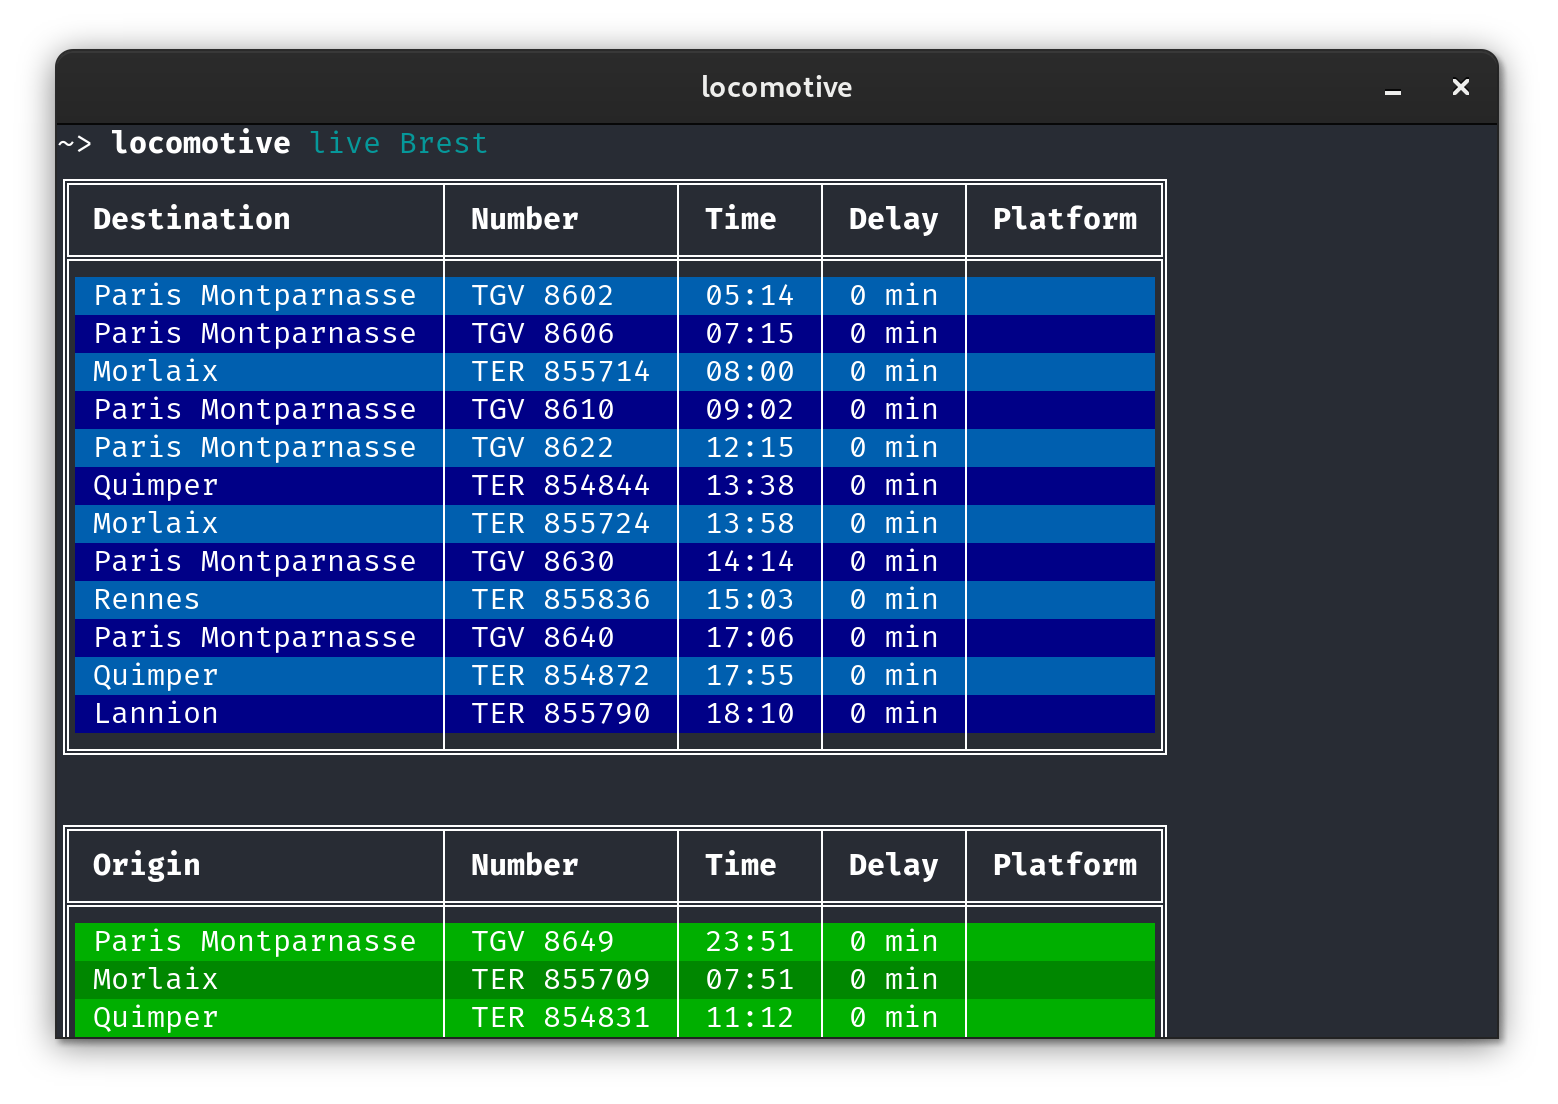 locomotive
~> locomotive live Brest
Destination Number Time Delay Platform
Paris Montparnasse TGV 8602 05:14 0 min
Paris Montparnasse TGV 8606 07:15 0 min
Morlaix TER 855714 08:00 0 min
Paris Montparnasse TGV 8610 09:02 0 min
Paris Montparnasse TGV 8622 12:15 0 min
Quimper TER 854844 13:38 0 min
Morlaix TER 855724 13:58 0 min
Paris Montparnasse TGV 8630 14:14 0 min
Rennes TER 855836 15:03 0 min
Paris Montparnasse TGV 8640 17:06 0 min
Quimper TER 854872 17:55 0 min
Lannion TER 855790 18:10 0 min
Origin Number Time Delay Platform
Paris Montparnasse TGV 8649 23:51 0 min
Morlaix TER 855709 07:51 0 min
Quimper TER 854831 11:12 0 min